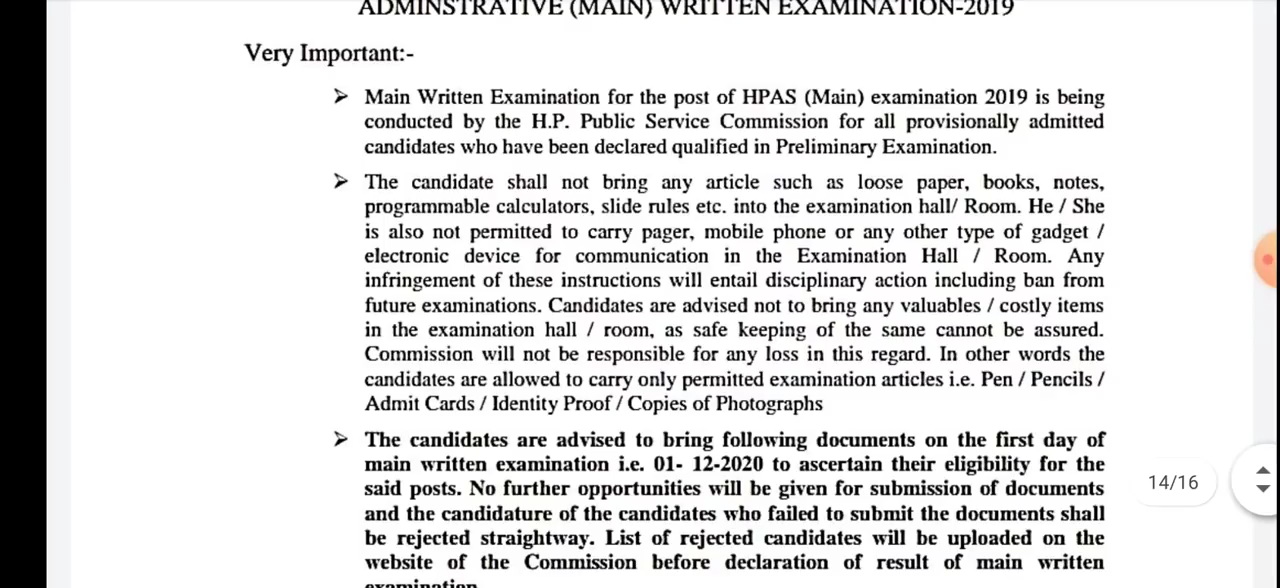 ADMINSTRATIVE (MAIN) WRITTEN EXAMINATION-2019
Very Important:-
➢ Main Written Examination for the post of HPAS (Main) examination 2019 is being
conducted by the H.P. Public Service Commission for all provisionally admitted
candidates who have been declared qualified in Preliminary Examination.
➢ The candidate shall not bring any article such as loose paper, books, notes,
programmable calculators, slide rules etc. into the examination hall/ Room. He / She
is also not permitted to carry pager, mobile phone or any other type of gadget /
electronic device for communication in the Examination Hall / Room. Any
infringement of these instructions will entail disciplinary action including ban from
future examinations. Candidates are advised not to bring any valuables / costly items
in the examination hall / room, as safe keeping of the same cannot be assured.
Commission will not be responsible for any loss in this regard. In other words the
candidates are allowed to carry only permitted examination articles i.e. Pen / Pencils /
Admit Cards / Identity Proof / Copies of Photographs
➢ The candidates are advised to bring following documents on the first day of
main written examination i.e. 01- 12-2020 to ascertain their eligibility for the
said posts. No further opportunities will be given for submission of documents
and the candidature of the candidates who failed to submit the documents shall
be rejected straightway. List of rejected candidates will be uploaded on the
website of the Commission before declaration of result of main written
examination
14/16